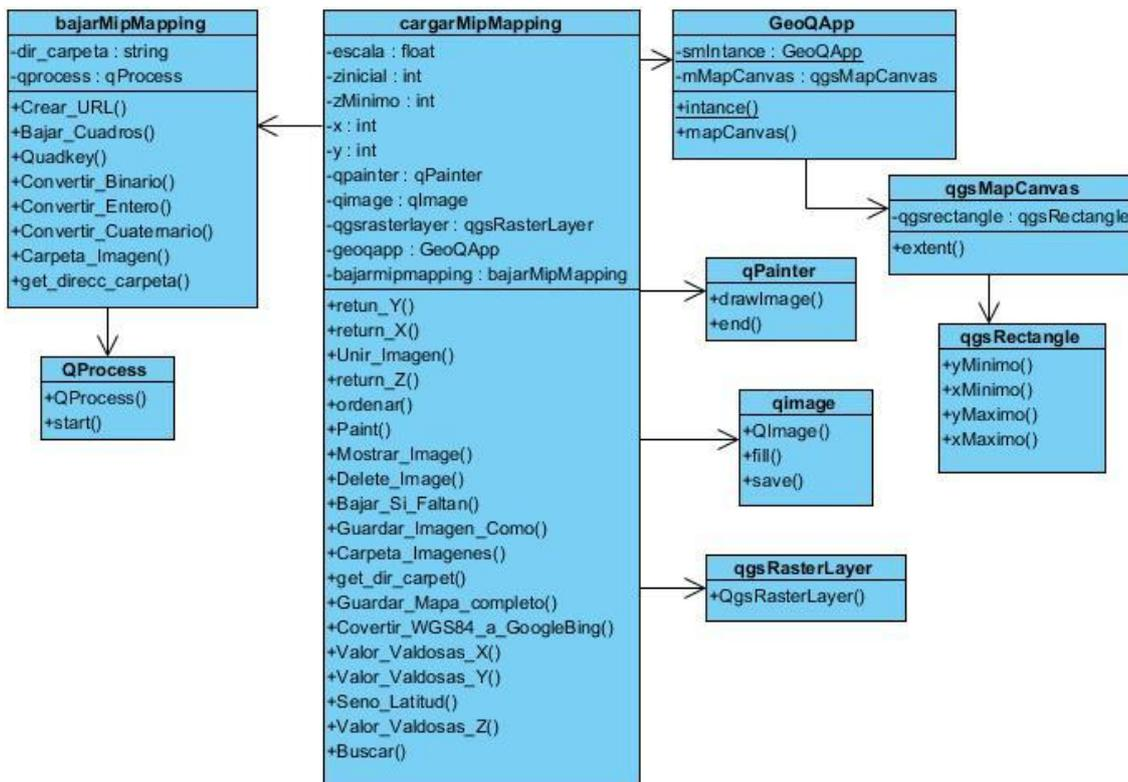 bajarMipMapping
-dir_carpeta : string
-qprocess : qProcess
+Crear_URL()
+Bajar_Cuadros()
+Quadkey()
+Convertir_Binario()
+Convertir_Entero()
+Convertir_Cuaternario()
+Carpeta_Imagen()
+get_direcc_carpeta()
QProcess
+QProcess()
+start()
cargarMipMapping
-escala : float
-zinicial : int
-zMinimo : int
-x : int
-y : int
-qpainter : qPainter
-qimage : qImage
-qgsrasterlayer : qgsRasterLayer
-geoqapp : GeoQApp
-bajarmipmapping : bajarMipMapping
+retun_Y()
+return_X()
+Unir_Imagen()
+return_Z()
+ordenar()
+Paint()
+Mostrar_Image()
+Delete_Image()
+Bajar_Si_Faltan()
+Guardar_Imagen_Como()
+Carpeta_Imagenes()
+get_dir_carpet()
+Guardar_Mapa_completo()
+Covertir_WGS84_a_GoogleBing()
+Valor_Valdosas_X()
+Valor_Valdosas_Y()
+Seno_Latitud()
+Valor_Valdosas_Z()
+Buscar()
GeoQApp
-smIntance : GeoQApp
-mMapCanvas : qgsMapCanvas
+intance()
+mapCanvas()
qgsMapCanvas
-qgsrectangle : qgsRectangle
+extent()
qPainter
+drawImage()
+end()
qgsRectangle
+yMinimo()
+xMinimo()
+yMaximo()
+xMaximo()
qimage
+QImage()
+fill()
+save()
qgsRasterLayer
+QgsRasterLayer()